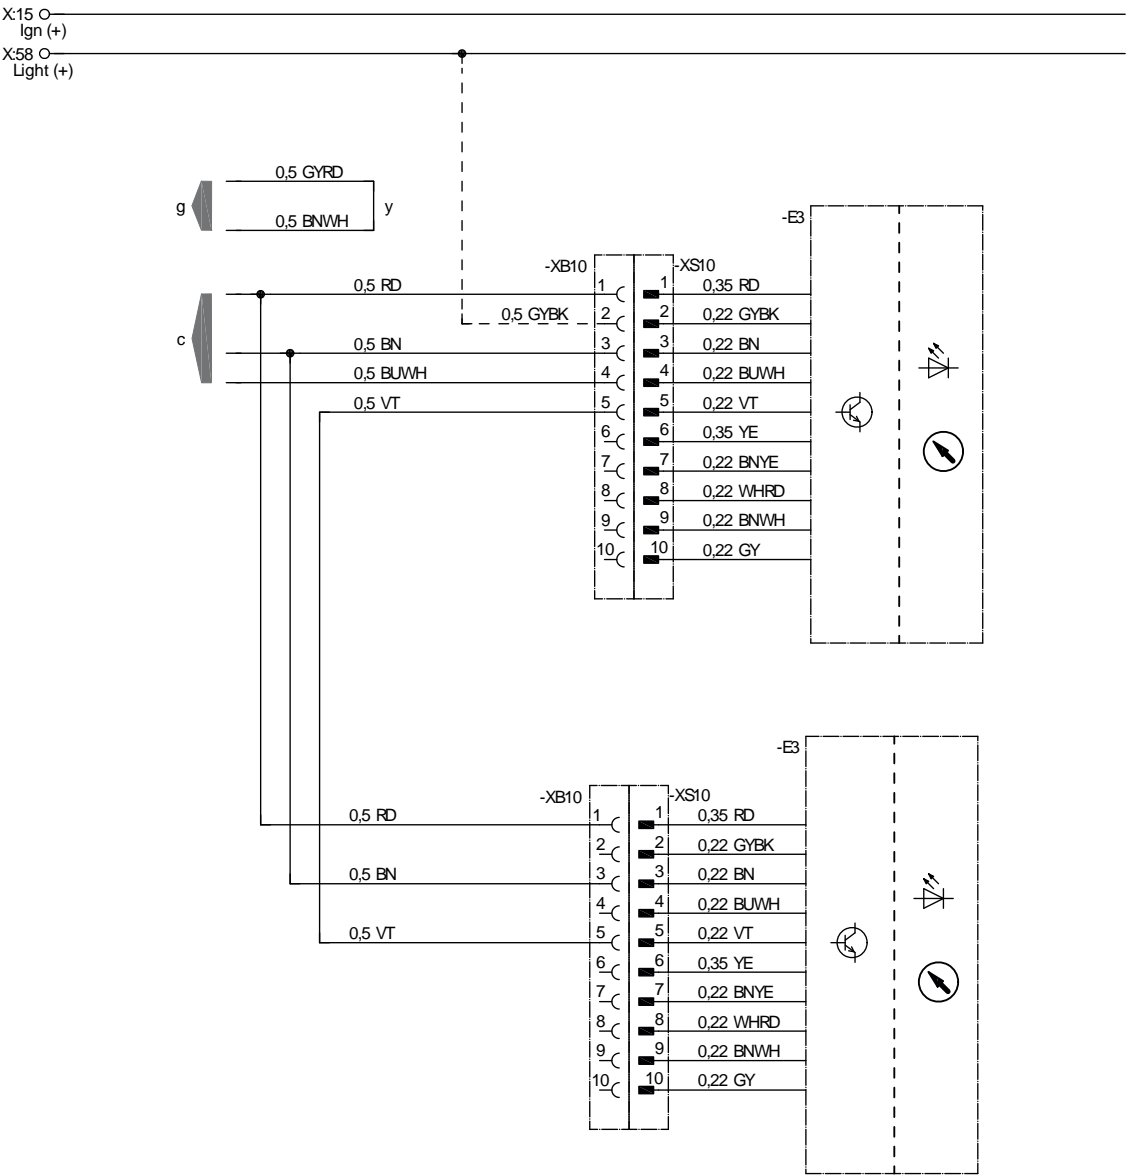 X:15
Ign (+)
X:58
Light (+)
0,5 GYRD
g
y
0,5 BNWH
-E3
-XB10
-XS10
0,5 RD
1
1
0,35 RD
0,5 GYBK
2
2
0,22 GYBK
c
0,5 BN
3
3
0,22 BN
0,5 BUWH
4
4
0,22 BUWH
0,5 VT
5
5
0,22 VT
6
6
0,35 YE
7
7
0,22 BNYE
8
8
0,22 WHRD
9
9
0,22 BNWH
10
10
0,22 GY
-E3
-XB10
-XS10
0,5 RD
1
1
0,35 RD
2
2
0,22 GYBK
0,5 BN
3
3
0,22 BN
4
4
0,22 BUWH
0,5 VT
5
5
0,22 VT
6
6
0,35 YE
7
7
0,22 BNYE
8
8
0,22 WHRD
9
9
0,22 BNWH
10
10
0,22 GY